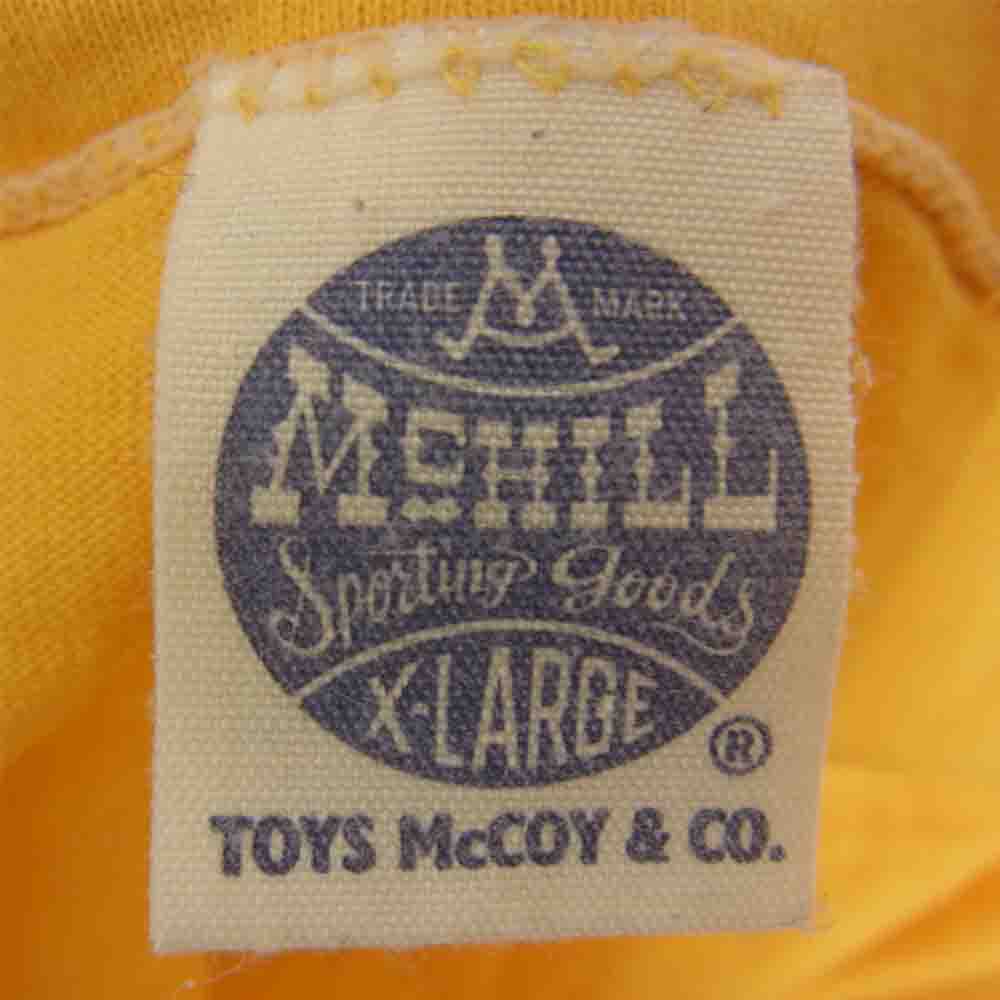 TRADE M MARK
McHILL
Sporting Goods
X-LARGE
®
TOYS McCOY & CO.